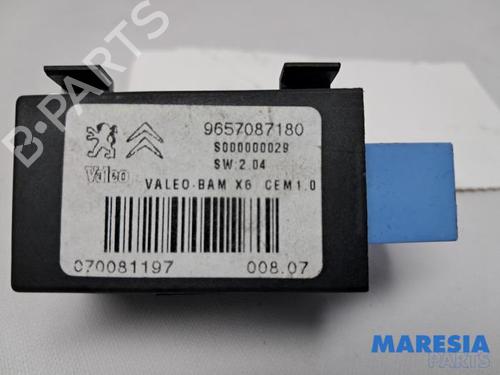 B-PARTS
9657087180
S000000029
SW:2.04
Valeo
VALEO-BAM X6 CEM1.0
070081197 008.07
MARESIA
PARTS